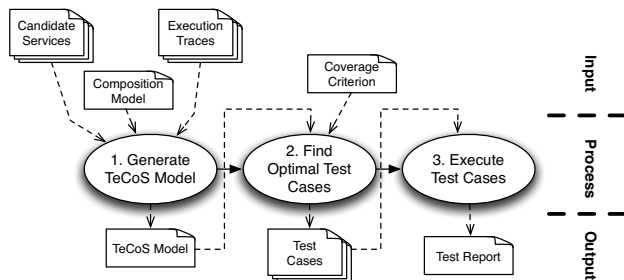 Candidate
Services
Execution
Traces
Composition
Model
Coverage
Criterion
Input
1. Generate
TeCoS Model
2. Find
Optimal Test
Cases
3. Execute
Test Cases
Process
TeCoS Model
Test
Cases
Test Report
Output